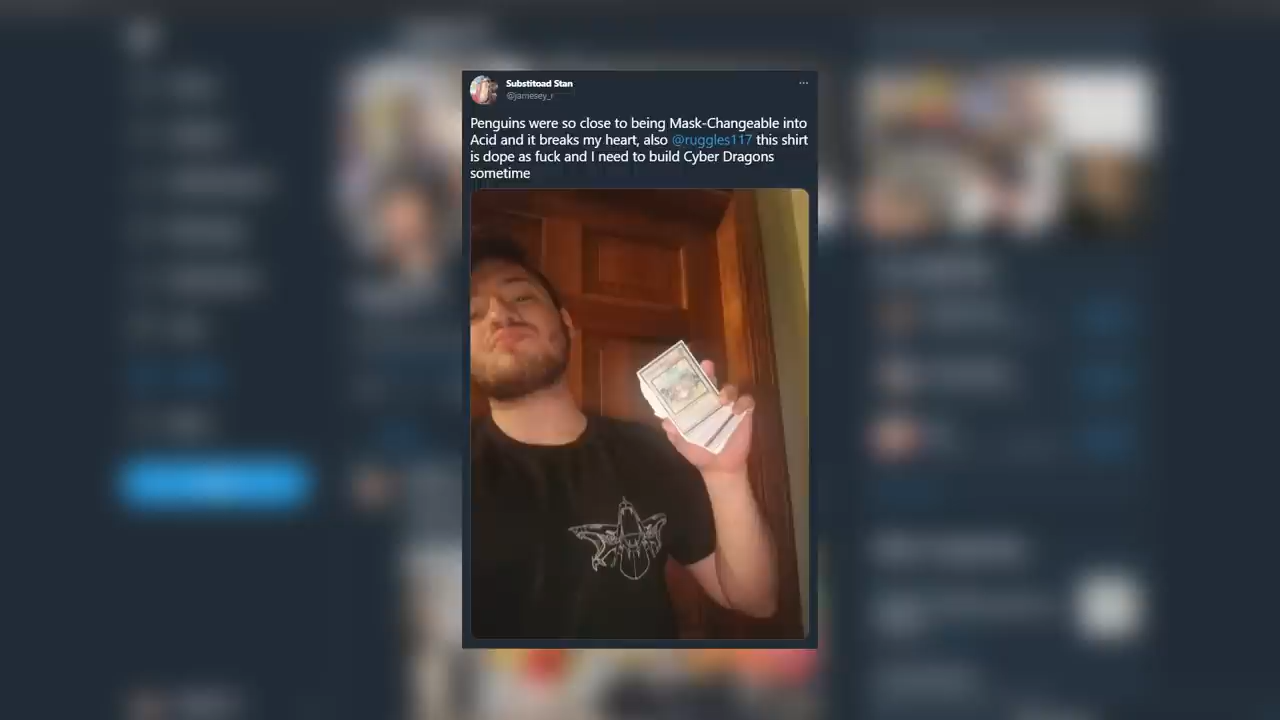 Substitoad Stan
@jamesey_r
Penguins were so close to being Mask-Changeable into
Acid and it breaks my heart, also @ruggles117 this shirt
is dope as fuck and I need to build Cyber Dragons
sometime